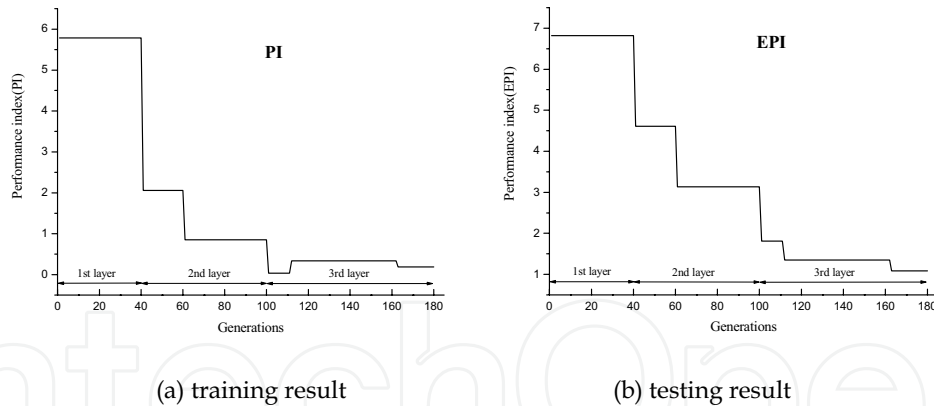 PI
Performance index(PI)
6
5
4
3
2
1
0
1st layer
2nd layer
3rd layer
0 20 40 60 80 100 120 140 160 180
Generations
(a) training result
EPI
Performance index(EPI)
7
6
5
4
3
2
1
1st layer
2nd layer
3rd layer
0 20 40 60 80 100 120 140 160 180
Generations
(b) testing result